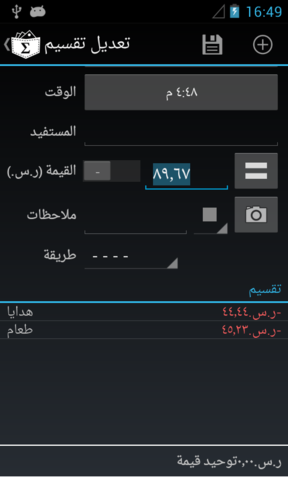 16:49
تعديل تقسيم
الوقت
٤:٤٨ م
المستفيد
القيمة (ر.س.)
-
٨٩,٦٧
ملاحظات
طريقة
- - - -
تقسيم
هدايا
-ر.س.٤٤,٤٤
طعام
-ر.س.٤٥,٢٣
ر.س.٠,٠٠توحيد قيمة